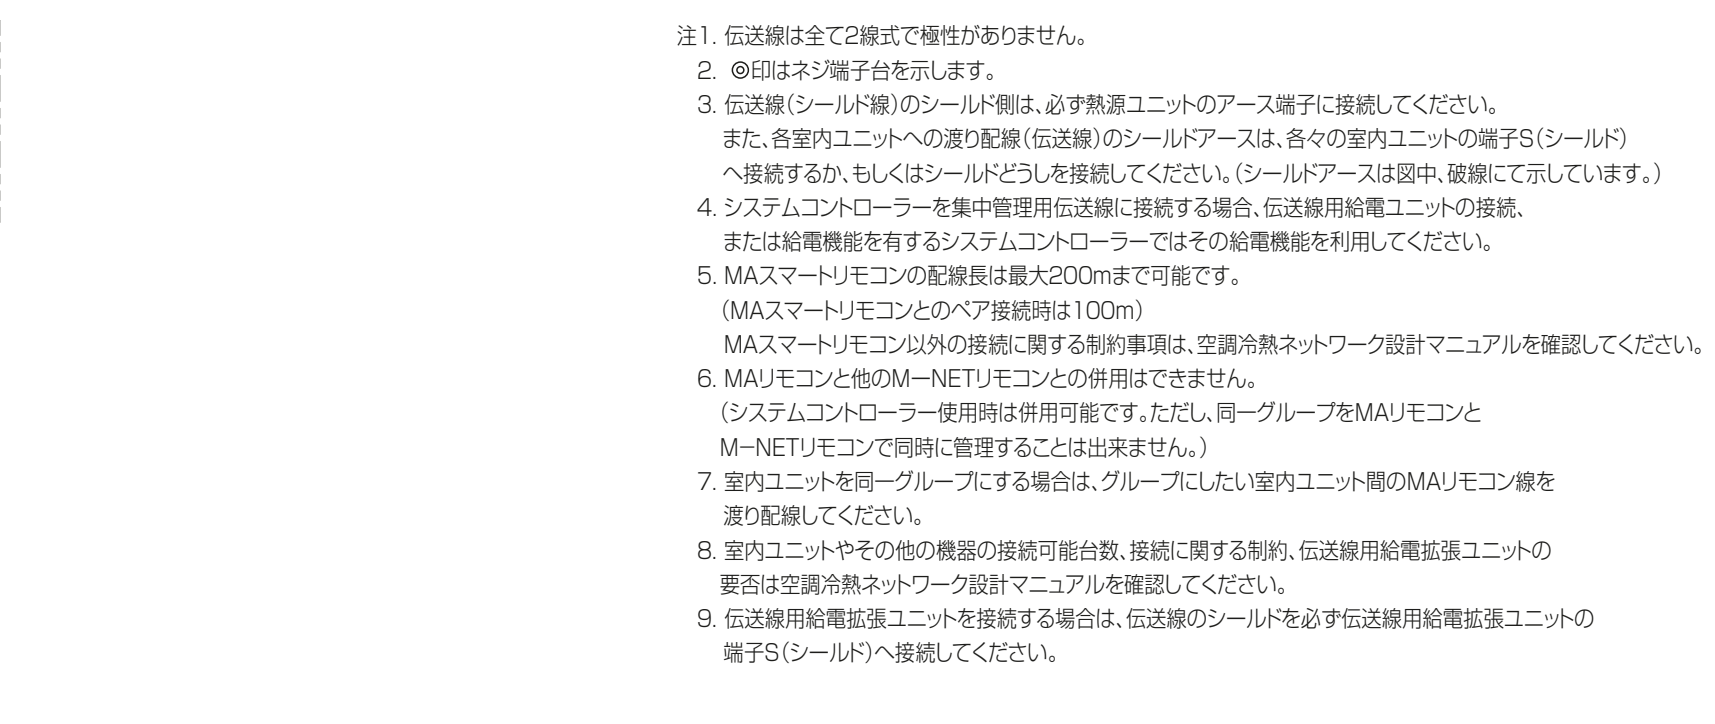 注1. 伝送線は全て2線式で極性がありません。
2. ◎印はネジ端子台を示します。
3. 伝送線(シールド線)のシールド側は、必ず熱源ユニットのアース端子に接続してください。
また、各室内ユニットへの渡り配線(伝送線)のシールドアースは、各々の室内ユニットの端子S(シールド)
へ接続するか、もしくはシールドどうしを接続してください。(シールドアースは図中、破線にて示しています。)
4. システムコントローラーを集中管理用伝送線に接続する場合、伝送線用給電ユニットの接続、
または給電機能を有するシステムコントローラーではその給電機能を利用してください。
5. MAスマートリモコンの配線長は最大200mまで可能です。
(MAスマートリモコンとのペア接続時は100m)
MAスマートリモコン以外の接続に関する制約事項は、空調冷熱ネットワーク設計マニュアルを確認してください。
6. MAリモコンと他のM−NETリモコンとの併用はできません。
(システムコントローラー使用時は併用可能です。ただし、同一グループをMAリモコンと
M−NETリモコンで同時に管理することは出来ません。)
7. 室内ユニットを同一グループにする場合は、グループにしたい室内ユニット間のMAリモコン線を
渡り配線してください。
8. 室内ユニットやその他の機器の接続可能台数、接続に関する制約、伝送線用給電拡張ユニットの
要否は空調冷熱ネットワーク設計マニュアルを確認してください。
9. 伝送線用給電拡張ユニットを接続する場合は、伝送線のシールドを必ず伝送線用給電拡張ユニットの
端子S(シールド)へ接続してください。